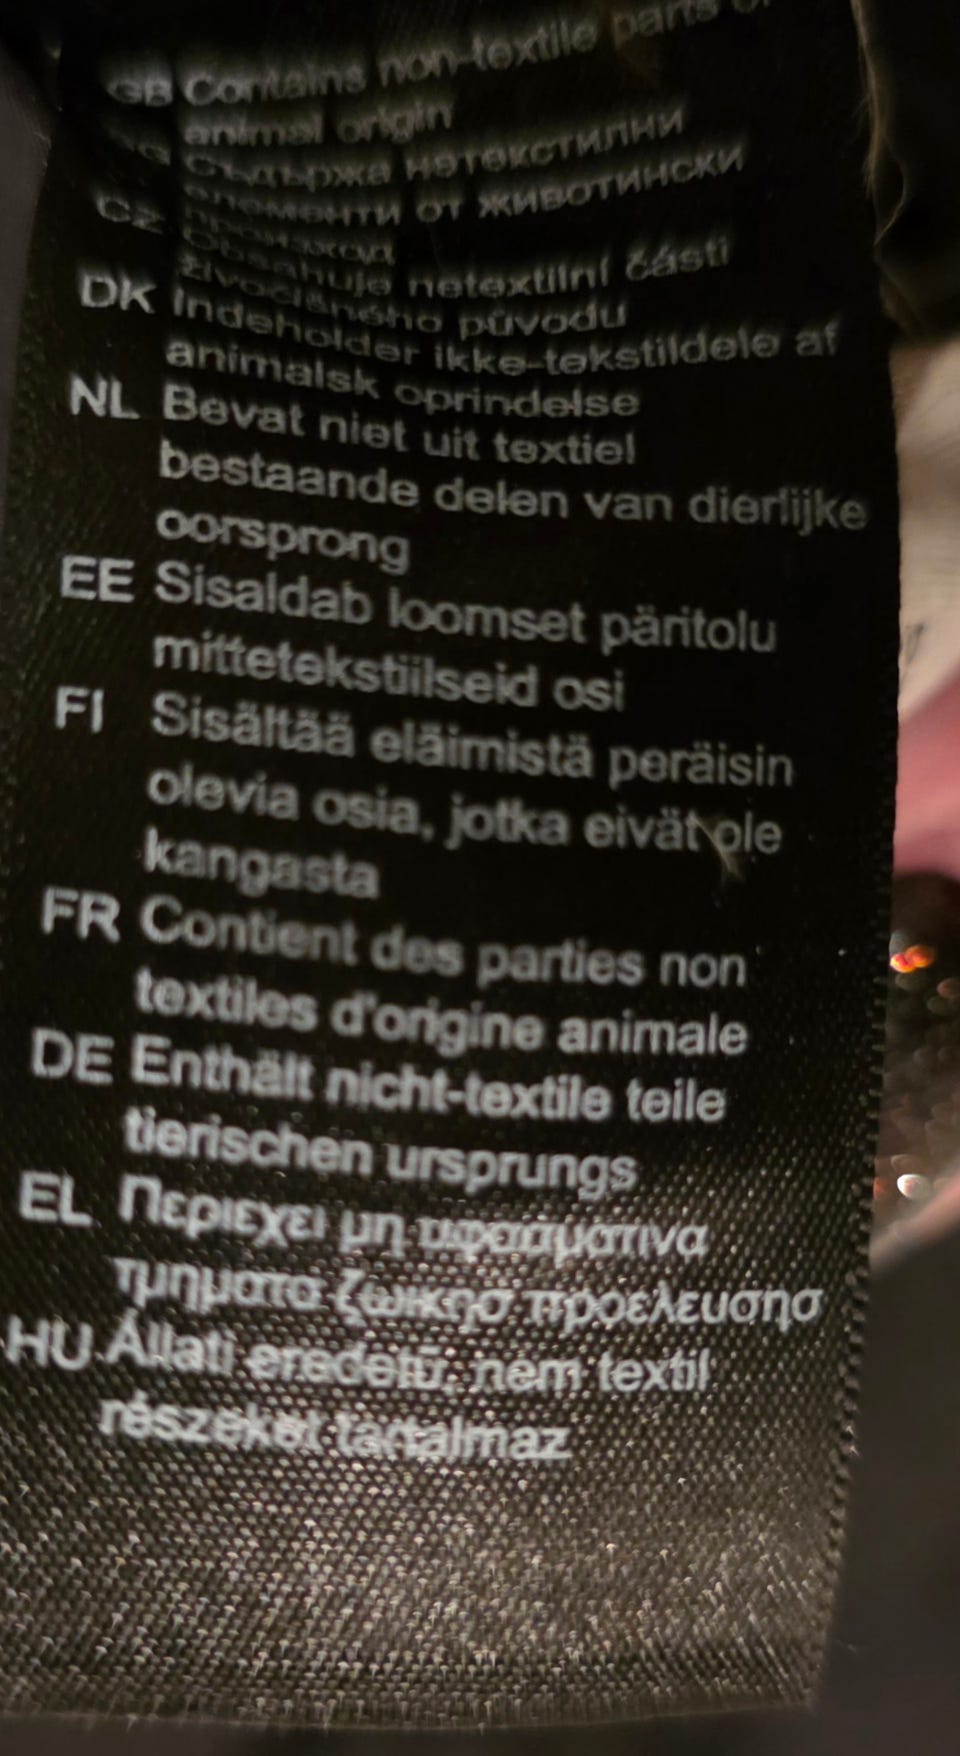 GB Contains non-textile parts of
animal origin
BG Съдържа нетекстилни
елементи от животински
произход
CZ Obsahuje netextilní části
živočišného původu
DK Indeholder ikke-tekstildele af
animalsk oprindelse
NL Bevat niet uit textiel
bestaande delen van dierlijke
oorsprong
EE Sisaldab loomset päritolu
mittetekstiilseid osi
FI Sisältää eläimistä peräisin
olevia osia, jotka eivät ole
kangasta
FR Contient des parties non
textiles d'origine animale
DE Enthält nicht-textile teile
tierischen ursprungs
EL Περιεχει μη υφασματινα
τμηματα ζωικησ προελευσησ
HU Állati eredetű, nem textil
részeket tartalmaz